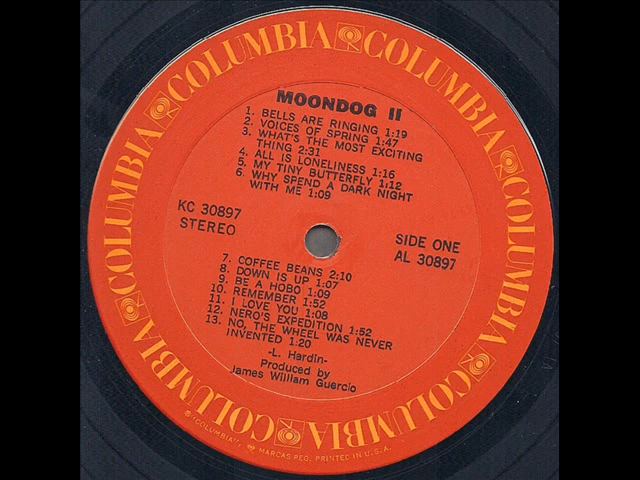 COLUMBIA COLUMBIA COLUMBIA COLUMBIA COLUMBIA COLUMBIA
MOONDOG II
1. BELLS ARE RINGING 1:19
2. VOICES OF SPRING 1:47
3. WHAT'S THE MOST EXCITING
THING 2:31
4. ALL IS LONELINESS 1:16
5. MY TINY BUTTERFLY 1:12
6. WHY SPEND A DARK NIGHT
WITH ME 1:09
KC 30897
STEREO
SIDE ONE
AL 30897
7. COFFEE BEANS 2:10
8. DOWN IS UP 1:07
9. BE A HOBO 1:09
10. REMEMBER 1:52
11. I LOVE YOU 1:08
12. NERO'S EXPEDITION 1:52
13. NO, THE WHEEL WAS NEVER
INVENTED 1:20
-L. Hardin-
Produced by
James William Guercio
® "COLUMBIA", MARCAS REG. PRINTED IN U.S.A.